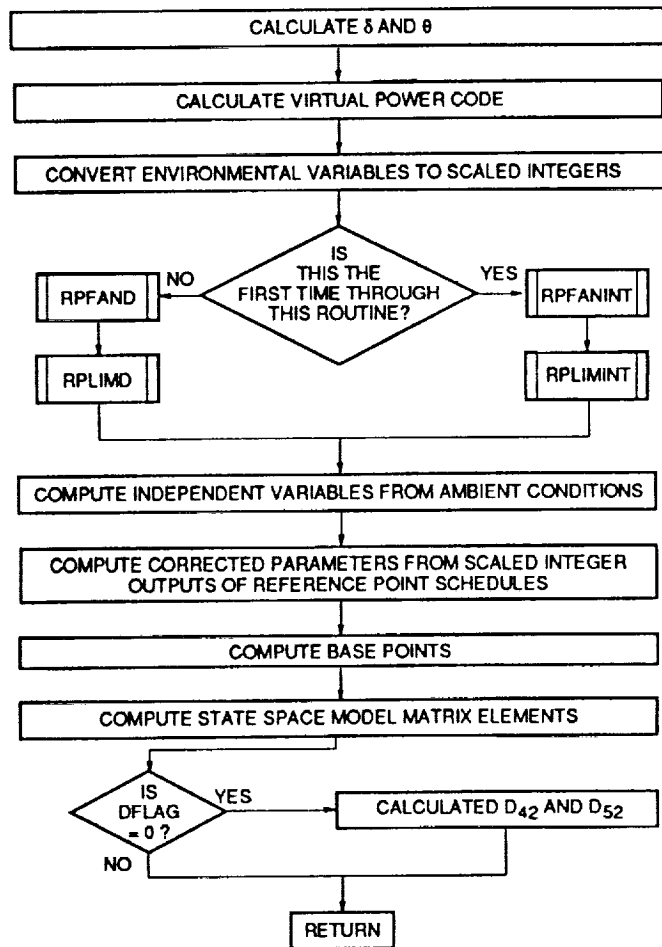 CALCULATE δ AND θ
CALCULATE VIRTUAL POWER CODE
CONVERT ENVIRONMENTAL VARIABLES TO SCALED INTEGERS
IS
THIS THE
FIRST TIME THROUGH
THIS ROUTINE?
NO
YES
RPFAND
RPFANINT
RPLIMD
RPLIMINT
COMPUTE INDEPENDENT VARIABLES FROM AMBIENT CONDITIONS
COMPUTE CORRECTED PARAMETERS FROM SCALED INTEGER
OUTPUTS OF REFERENCE POINT SCHEDULES
COMPUTE BASE POINTS
COMPUTE STATE SPACE MODEL MATRIX ELEMENTS
IS
DFLAG
= 0 ?
YES
CALCULATED D42 AND D52
NO
RETURN